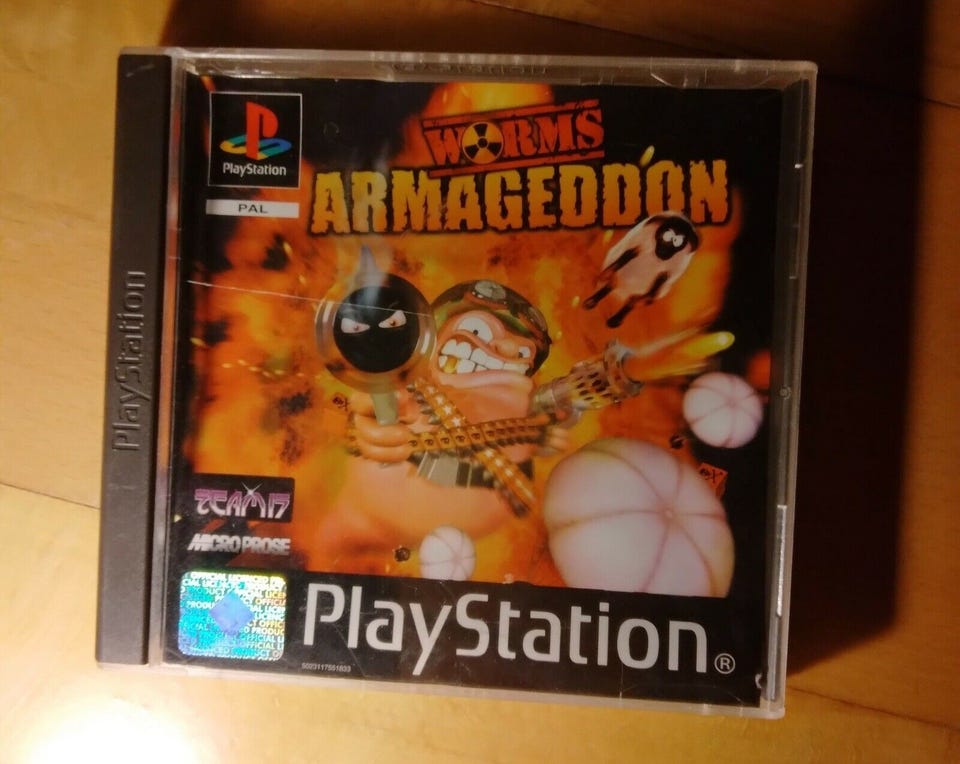 PlayStation
PlayStation
PAL
WORMS
ARMAGEDDON
TEAM17
MICROPROSE
PlayStation®